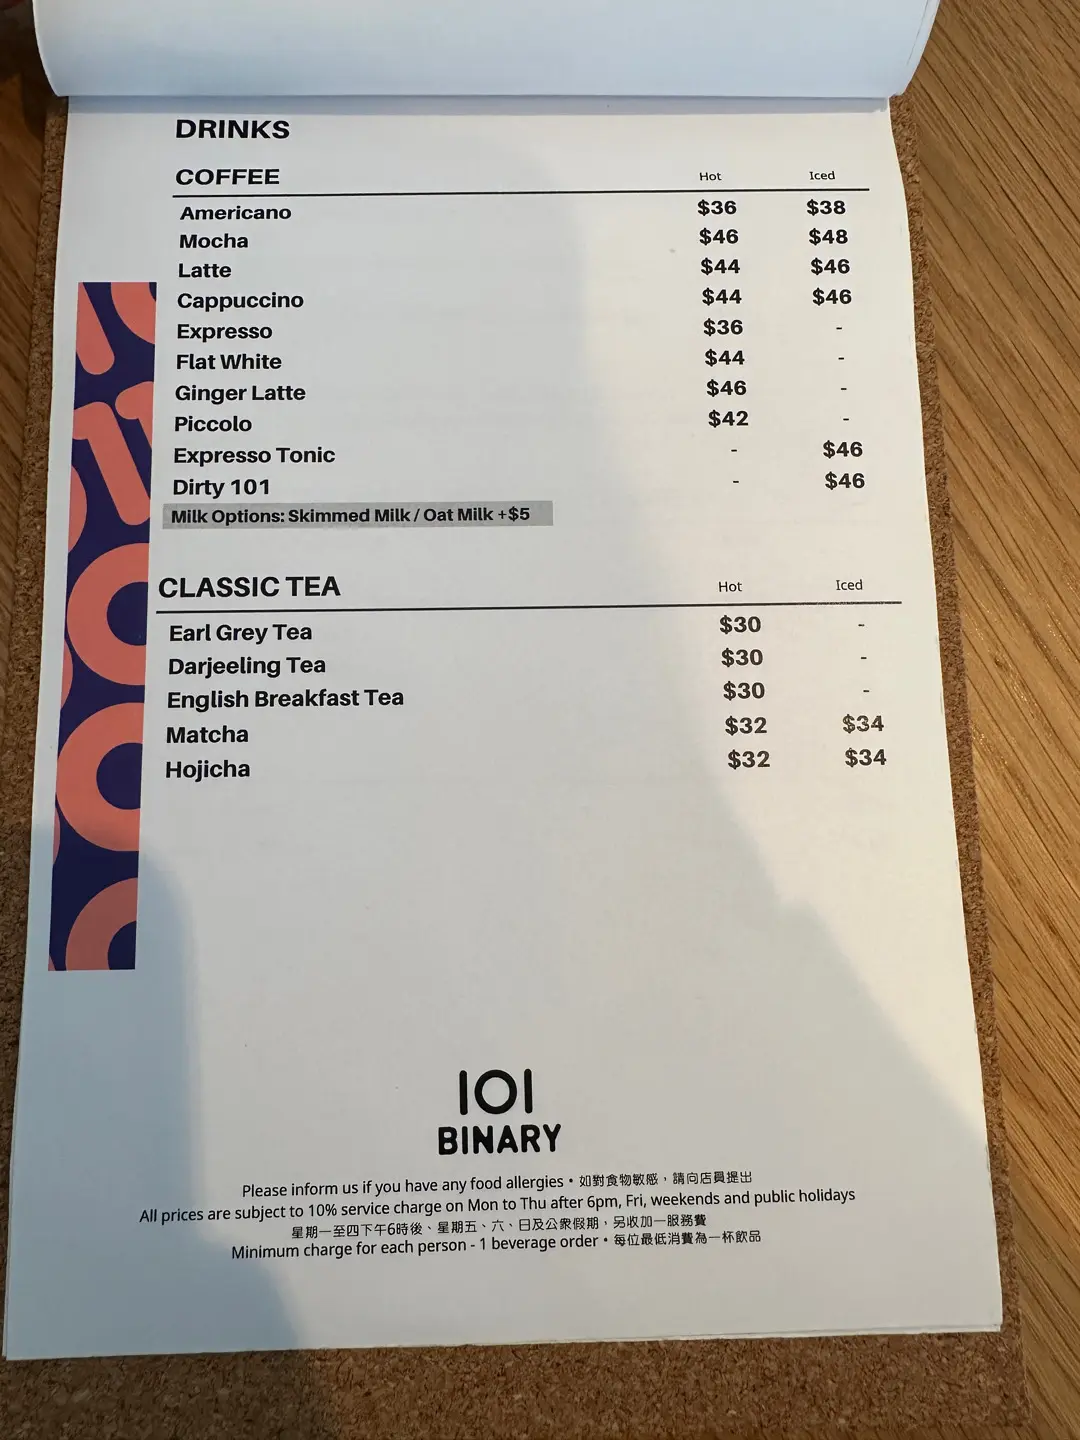 DRINKS
COFFEE Hot Iced
Americano $36 $38
Mocha $46 $48
Latte $44 $46
Cappuccino $44 $46
Expresso $36 -
Flat White $44 -
Ginger Latte $46 -
Piccolo $42 -
Expresso Tonic - $46
Dirty 101 - $46
Milk Options: Skimmed Milk / Oat Milk +$5
CLASSIC TEA Hot Iced
Earl Grey Tea $30 -
Darjeeling Tea $30 -
English Breakfast Tea $30 -
Matcha $32 $34
Hojicha $32 $34
101
BINARY
Please inform us if you have any food allergies • 如對食物敏感，請向店員提出
All prices are subject to 10% service charge on Mon to Thu after 6pm, Fri, weekends and public holidays
星期一至四下午6時後、星期五、六、日及公衆假期，另收加一服務費
Minimum charge for each person - 1 beverage order • 每位最低消費為一杯飲品